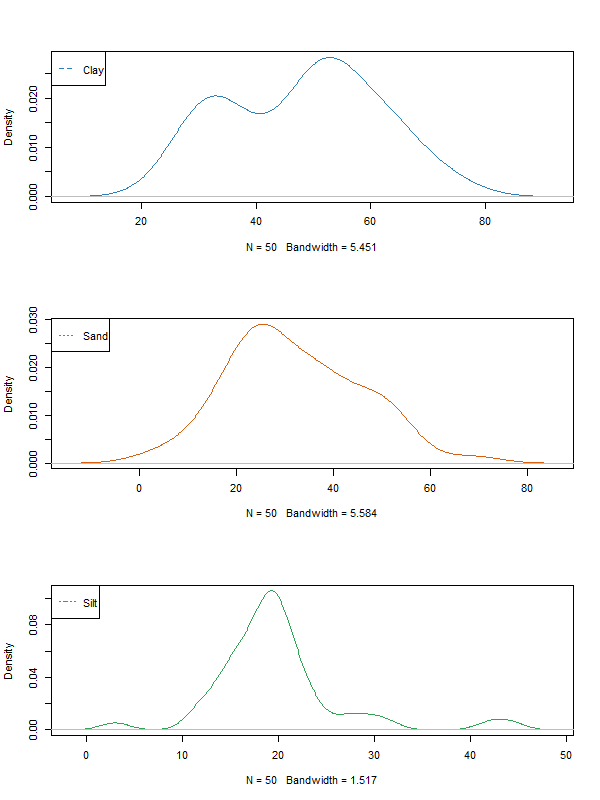 Clay
Density
0.000
0.010
0.020
20
40
60
80
N = 50 Bandwidth = 5.451
Sand
Density
0.000
0.010
0.020
0.030
0
20
40
60
80
N = 50 Bandwidth = 5.584
Silt
Density
0.00
0.04
0.08
0
10
20
30
40
50
N = 50 Bandwidth = 1.517